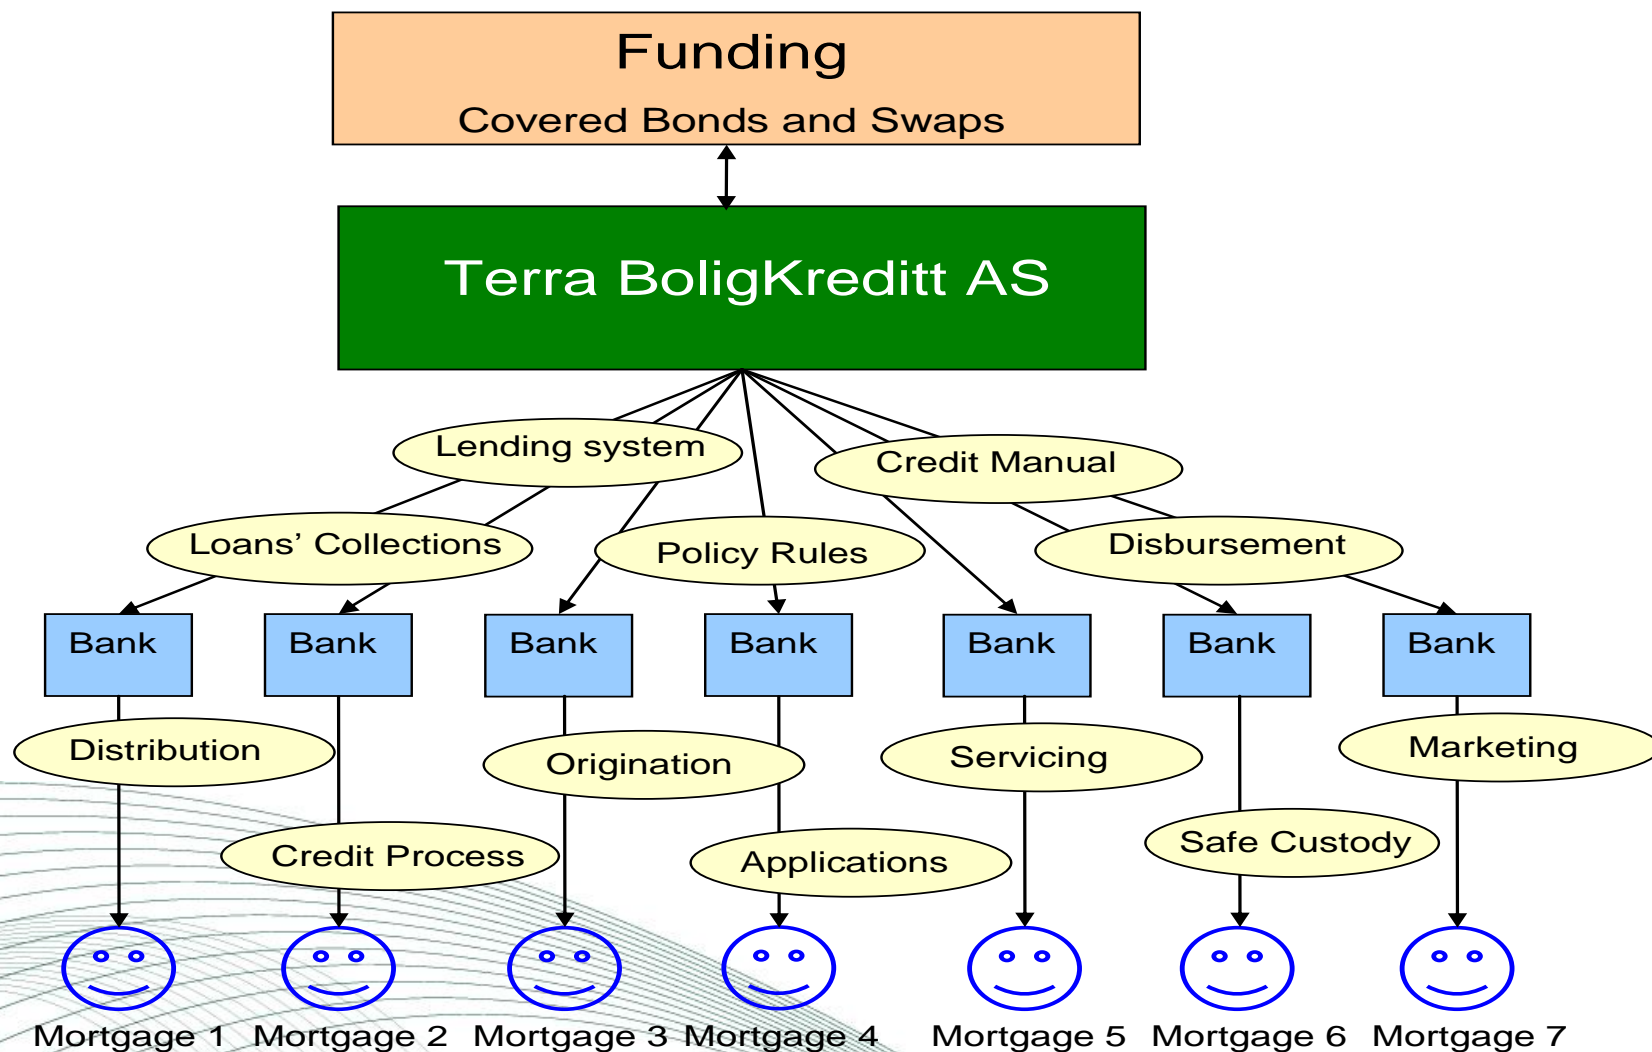 Funding
Covered Bonds and Swaps
Terra BoligKreditt AS
Lending system
Credit Manual
Loans’ Collections
Policy Rules
Disbursement
Bank
Bank
Bank
Bank
Bank
Bank
Bank
Distribution
Origination
Servicing
Marketing
Credit Process
Applications
Safe Custody
Mortgage 1
Mortgage 2
Mortgage 3
Mortgage 4
Mortgage 5
Mortgage 6
Mortgage 7